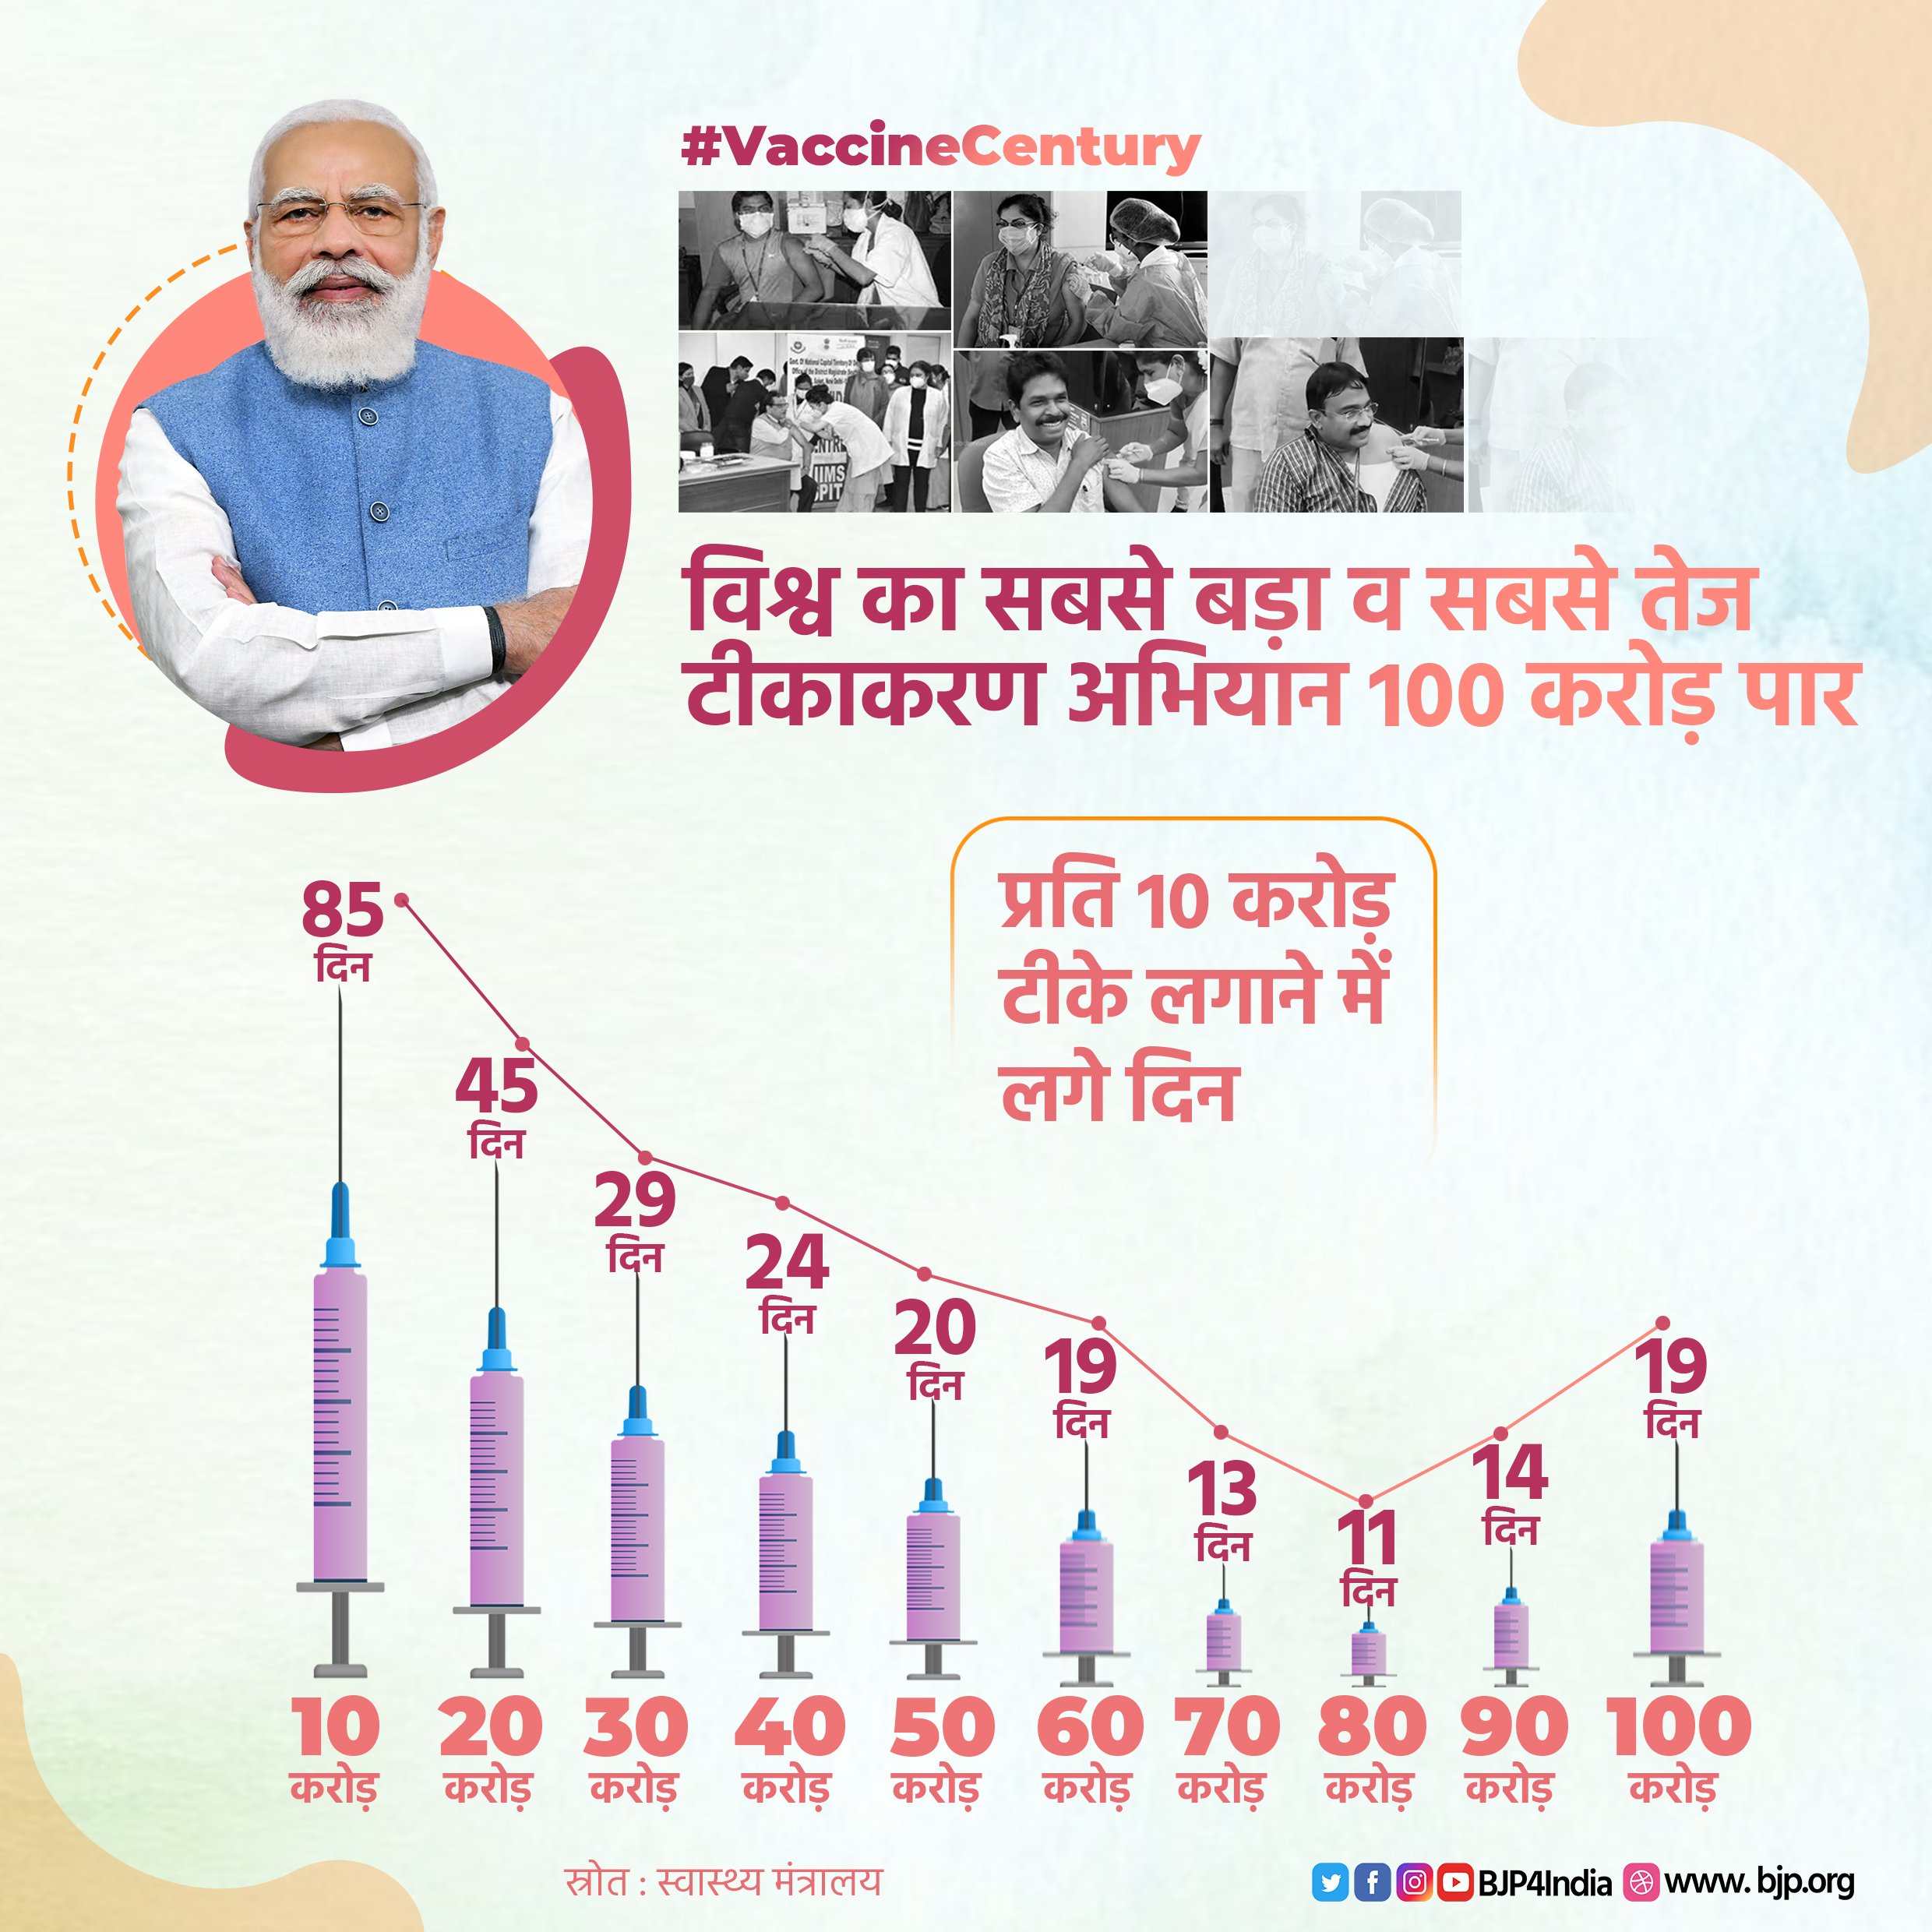 #VaccineCentury
विश्व का सबसे बड़ा व सबसे तेज
टीकाकरण अभियान 100 करोड़ पार
प्रति 10 करोड़
टीके लगाने में
लगे दिन
85
दिन
45
दिन
29
दिन
24
दिन
20
दिन
19
दिन
13
दिन
11
दिन
14
दिन
19
दिन
10
करोड़
20
करोड़
30
करोड़
40
करोड़
50
करोड़
60
करोड़
70
करोड़
80
करोड़
90
करोड़
100
करोड़
स्रोत : स्वास्थ्य मंत्रालय
BJP4India www. bjp.org